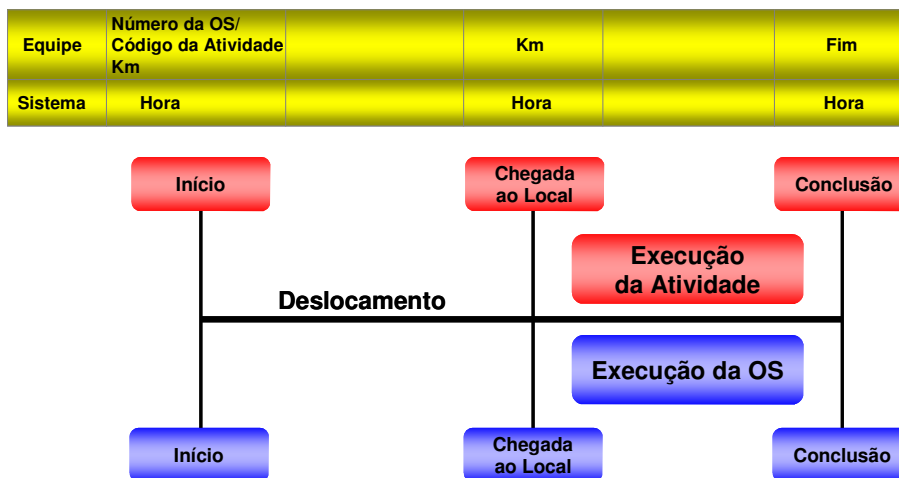 Número da OS/
Equipe Código da Atividade Km Fim
Km
Sistema Hora Hora Hora
Início
Chegada
ao Local
Conclusão
Execução
da Atividade
Deslocamento
Execução da OS
Início
Chegada
ao Local
Conclusão